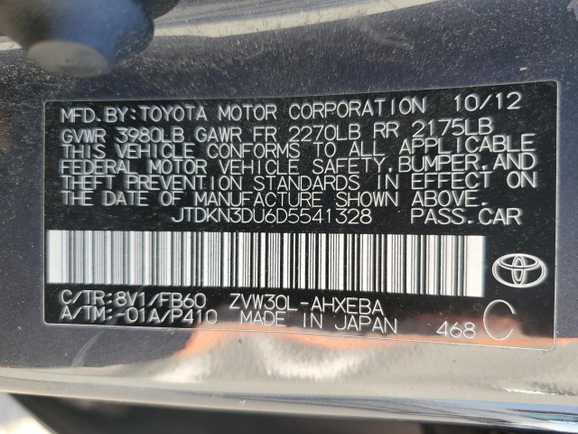 MFD. BY: TOYOTA MOTOR CORPORATION 10/12
GVWR 3980LB GAWR FR 2270LB RR 2175LB
THIS VEHICLE CONFORMS TO ALL APPLICABLE
FEDERAL MOTOR VEHICLE SAFETY, BUMPER, AND
THEFT PREVENTION STANDARDS IN EFFECT ON
THE DATE OF MANUFACTURE SHOWN ABOVE.
JTDKN3DU6D5541328 PASS. CAR
C/TR: 8V1/FB60 ZVW30L-AHXEBA
A/TM: -01A/P410 MADE IN JAPAN 468 C